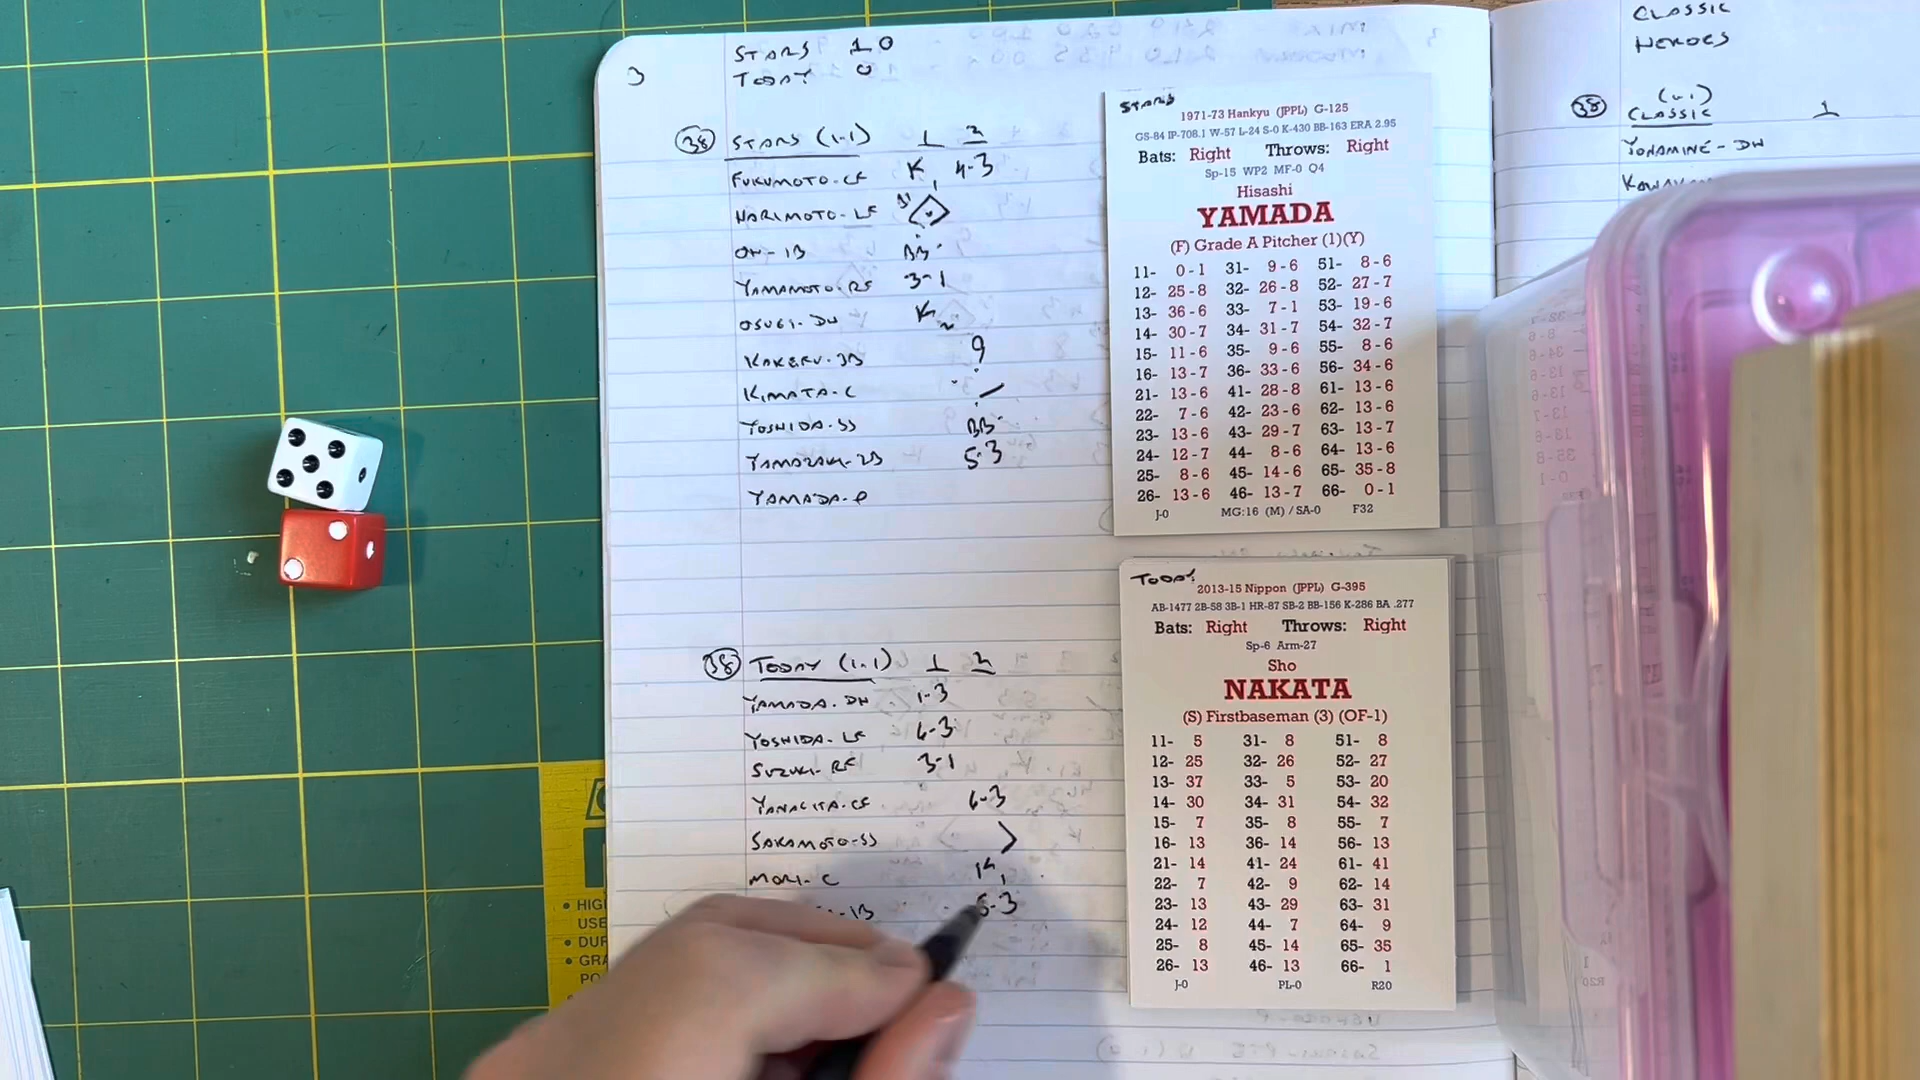 3
STARS 1 0
TODAY 0
38 STARS (1-1) 1 2
FUKUMOTO-CF K 4-3
HARIMOTO-LF
OH-1B BB
YAMAMOTO-RF 3-1
OSUGI-DH K
KAKEFU-3B 9
KIMATA-C
YOSHIDA-SS BB
YAMAZAKI-2B 5-3
YAMADA-P
38 TODAY (1-1) 1 2
YAMADA-DH 1-3
YOSHIDA-LF 6-3
SUZUKI-RF 3-1
YANAGITA-CF 6-3
SAKAMOTO-SS
MORI-C K
-1B 5-3
STARS
1971-73 Hankyu (JPPL) G-125
GS-84 IP-708.1 W-57 L-24 S-0 K-430 BB-163 ERA 2.95
Bats: Right Throws: Right
Sp-15 WP2 MF-0 Q4
Hisashi
YAMADA
(F) Grade A Pitcher (1)(Y)
11- 0-1 31- 9-6 51- 8-6
12- 25-8 32- 26-8 52- 27-7
13- 36-6 33- 7-1 53- 19-6
14- 30-7 34- 31-7 54- 32-7
15- 11-6 35- 9-6 55- 8-6
16- 13-7 36- 33-6 56- 34-6
21- 13-6 41- 28-8 61- 13-6
22- 7-6 42- 23-6 62- 13-6
23- 13-6 43- 29-7 63- 13-7
24- 12-7 44- 8-6 64- 13-6
25- 8-6 45- 14-6 65- 35-8
26- 13-6 46- 13-7 66- 0-1
J-0 MG:16 (M) / SA-0 F32
TODAY
2013-15 Nippon (JPPL) G-395
AB-1477 2B-58 3B-1 HR-87 SB-2 BB-156 K-286 BA .277
Bats: Right Throws: Right
Sp-6 Arm-27
Sho
NAKATA
(S) Firstbaseman (3) (OF-1)
11- 5 31- 8 51- 8
12- 25 32- 26 52- 27
13- 37 33- 5 53- 20
14- 30 34- 31 54- 32
15- 7 35- 8 55- 7
16- 13 36- 14 56- 13
21- 14 41- 24 61- 41
22- 7 42- 9 62- 14
23- 13 43- 29 63- 31
24- 12 44- 7 64- 9
25- 8 45- 14 65- 35
26- 13 46- 13 66- 1
J-0 PL-0 R20
CLASSIC
HEROES
38 (1-1)
CLASSIC 1
YONAMINE-DH
• HIG
USE
• DUR
• GRA
PO